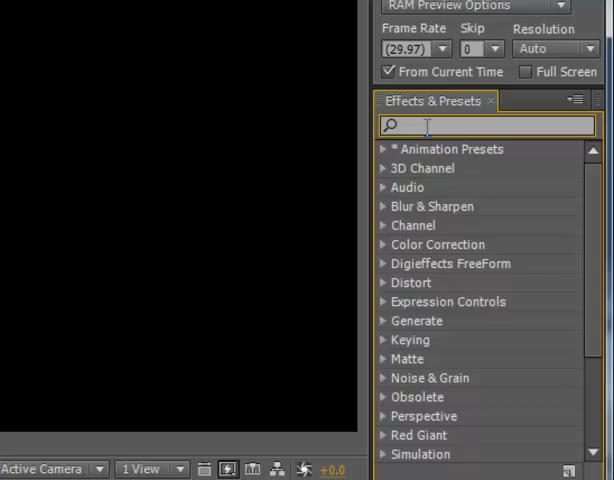 RAM Preview Options
Frame Rate Skip Resolution
(29.97) 0 Auto
From Current Time Full Screen
Effects & Presets
* Animation Presets
3D Channel
Audio
Blur & Sharpen
Channel
Color Correction
Digieffects FreeForm
Distort
Expression Controls
Generate
Keying
Matte
Noise & Grain
Obsolete
Perspective
Red Giant
Simulation
Active Camera 1 View +0.0